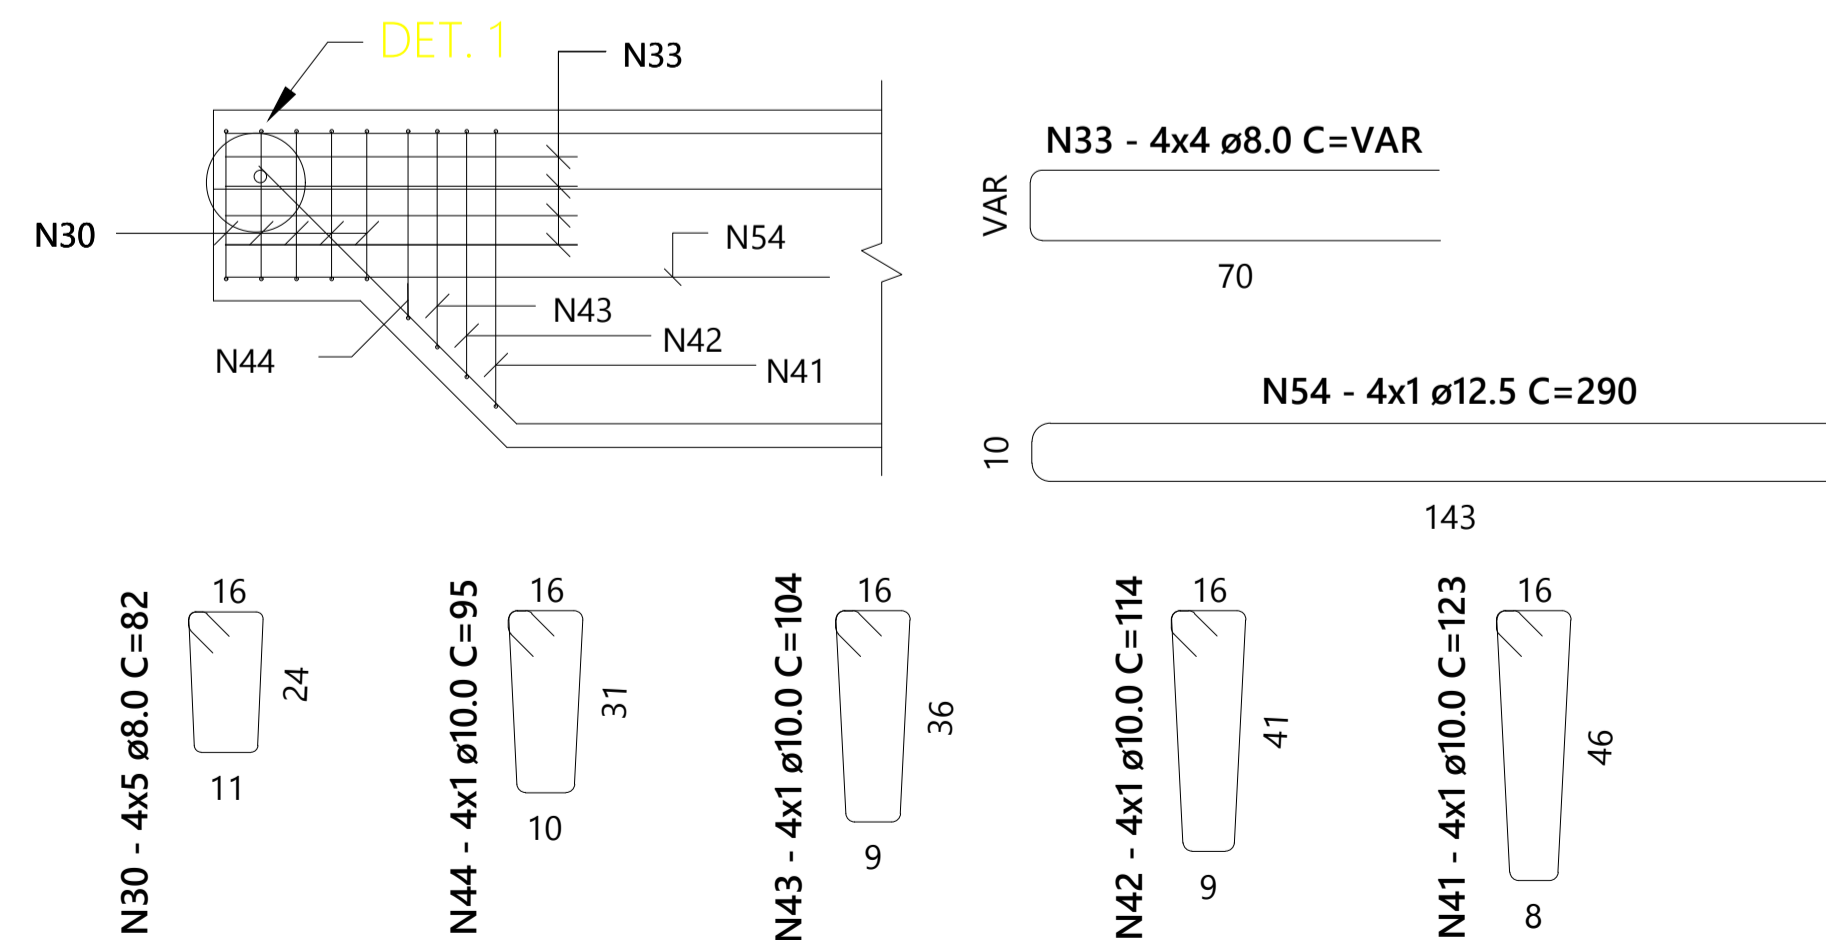 DET. 1
N33
N30
N54
N43
N44
N42
N41
N33 - 4x4 ø8.0 C=VAR
VAR
70
N54 - 4x1 ø12.5 C=290
10
143
N30 - 4x5 ø8.0 C=82
16
24
11
N44 - 4x1 ø10.0 C=95
16
31
10
N43 - 4x1 ø10.0 C=104
16
36
9
N42 - 4x1 ø10.0 C=114
16
41
9
N41 - 4x1 ø10.0 C=123
16
46
8